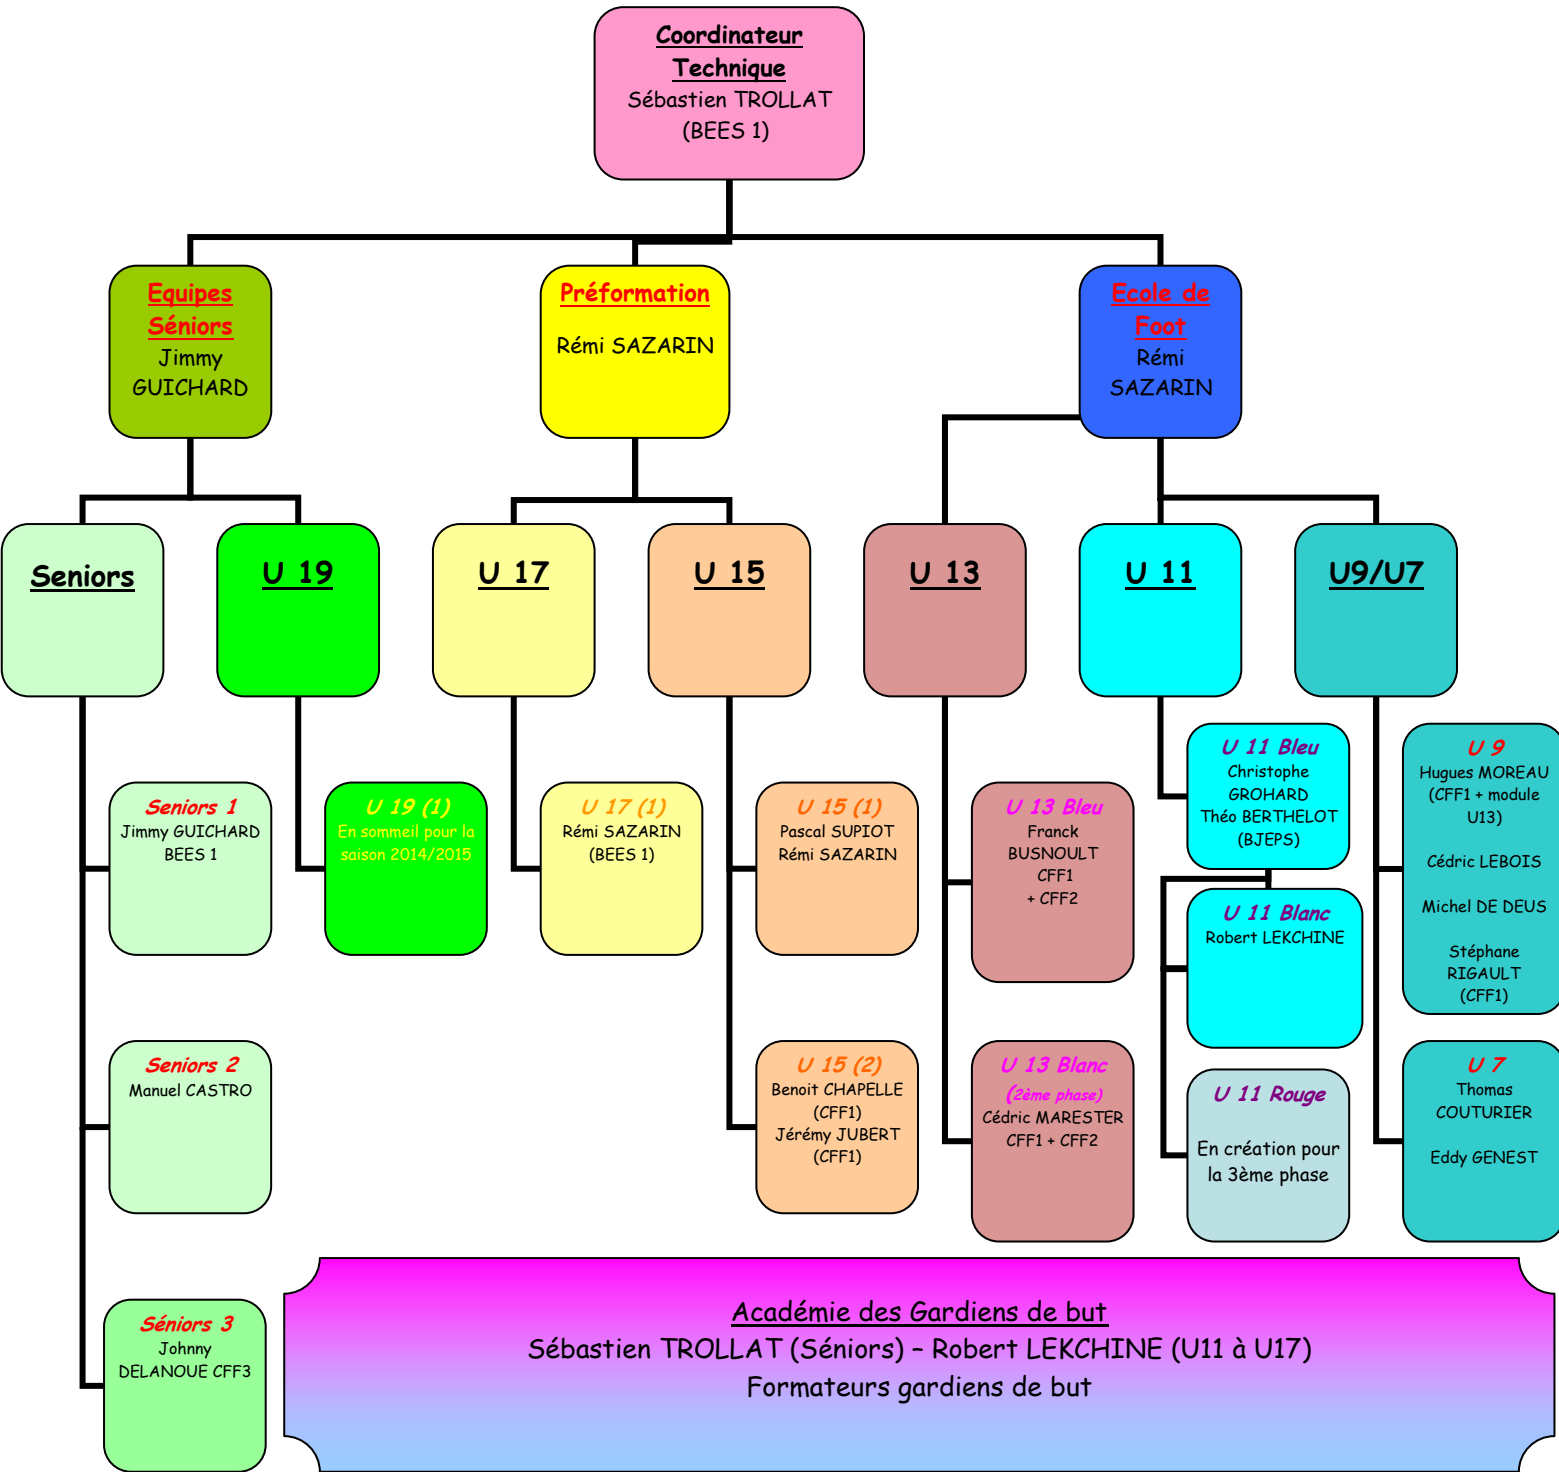 Coordinateur
Technique
Sébastien TROLLAT
(BEES 1)
Equipes
Séniors
Jimmy
GUICHARD
Préformation
Rémi SAZARIN
Ecole de
Foot
Rémi
SAZARIN
Seniors
U 19
U 17
U 15
U 13
U 11
U9/U7
Seniors 1
Jimmy GUICHARD
BEES 1
U 19 (1)
En sommeil pour la
saison 2014/2015
U 17 (1)
Rémi SAZARIN
(BEES 1)
U 15 (1)
Pascal SUPIOT
Rémi SAZARIN
U 13 Bleu
Franck
BUSNOULT
CFF1
+ CFF2
U 11 Bleu
Christophe
GROHARD
Théo BERTHELOT
(BJEPS)
U 11 Blanc
Robert LEKCHINE
U 9
Hugues MOREAU
(CFF1 + module
U13)
Cédric LEBOIS
Michel DE DEUS
Stéphane
RIGAULT
(CFF1)
Seniors 2
Manuel CASTRO
U 15 (2)
Benoit CHAPELLE
(CFF1)
Jérémy JUBERT
(CFF1)
U 13 Blanc
(2ème phase)
Cédric MARESTER
CFF1 + CFF2
U 11 Rouge
En création pour
la 3ème phase
U 7
Thomas
COUTURIER
Eddy GENEST
Séniors 3
Johnny
DELANOUE CFF3
Académie des Gardiens de but
Sébastien TROLLAT (Séniors) – Robert LEKCHINE (U11 à U17)
Formateurs gardiens de but